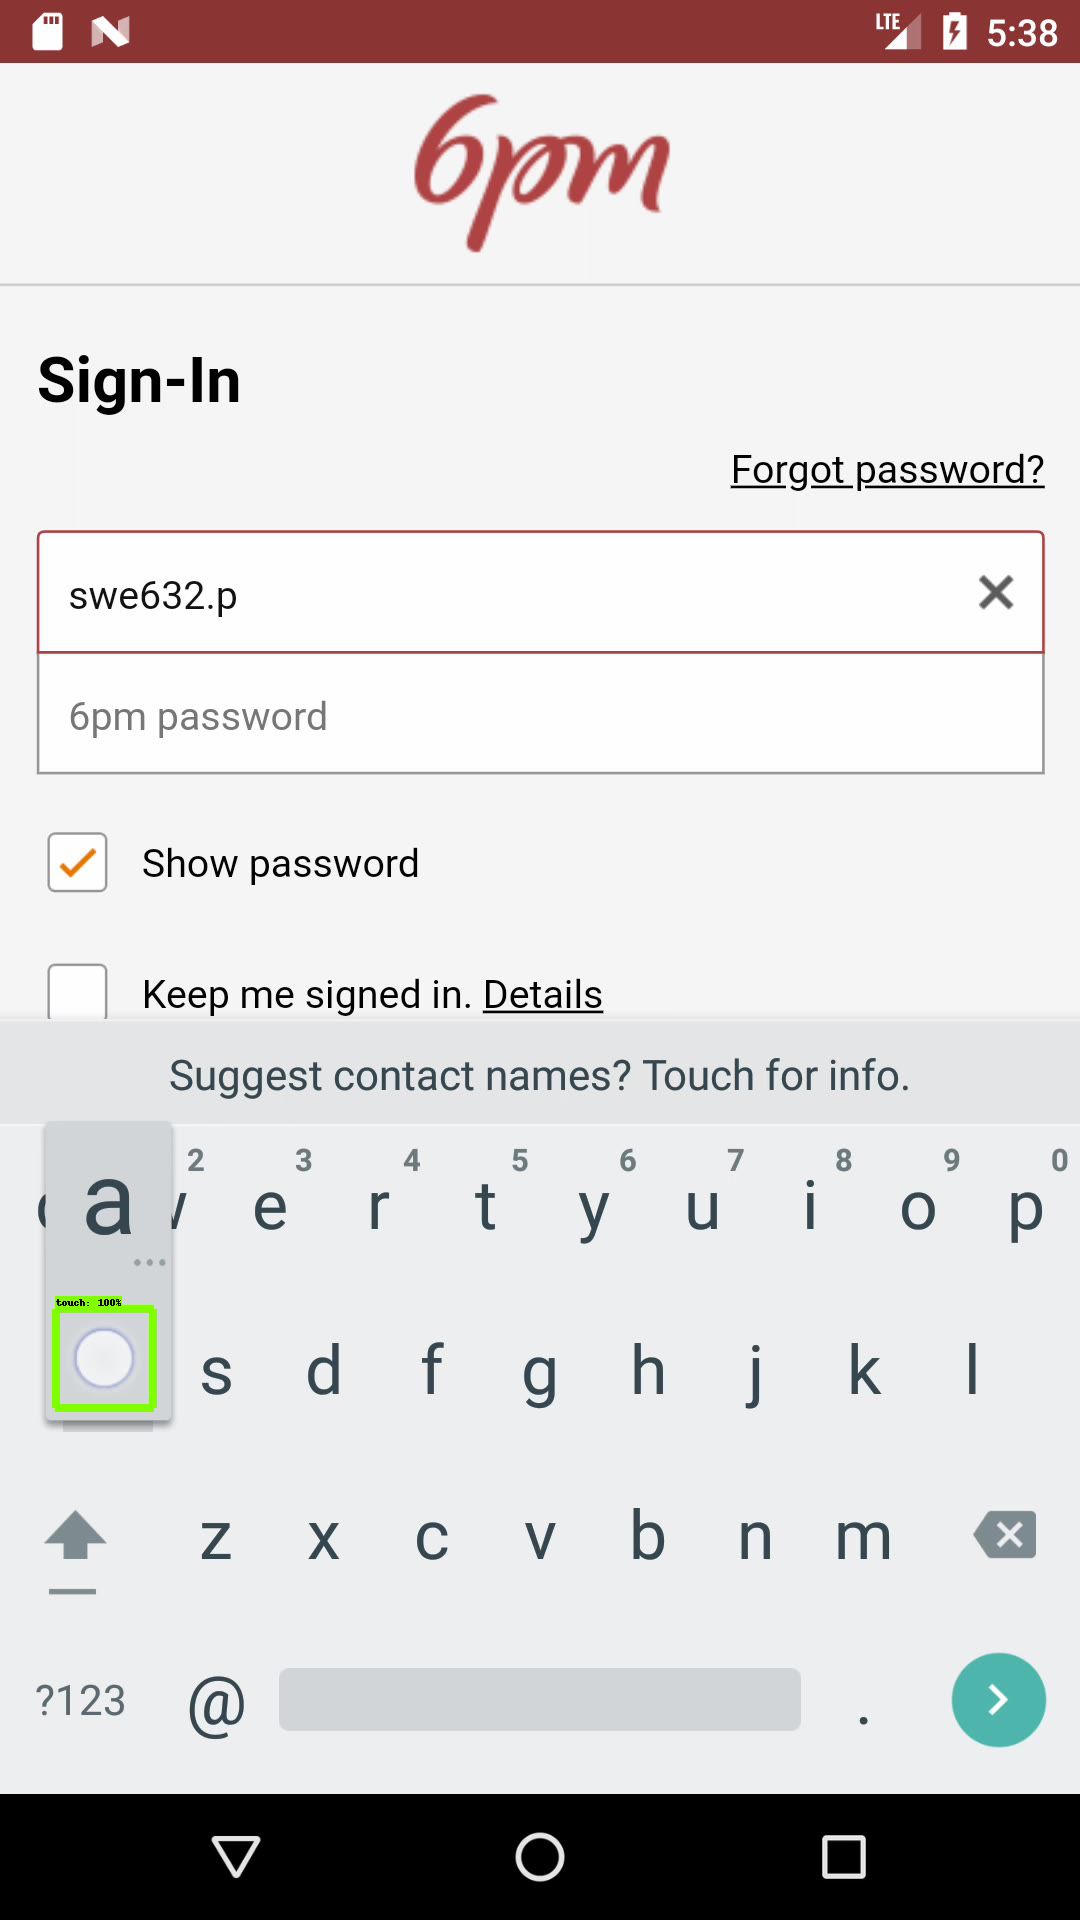 LTE 5:38
6pm
Sign-In
Forgot password?
swe632.p
6pm password
Show password
Keep me signed in. Details
Suggest contact names? Touch for info.
2 3 4 5 6 7 8 9 0
e r t y u i o p
a
touch: 100%
s d f g h j k l
z x c v b n m
?123 @ .